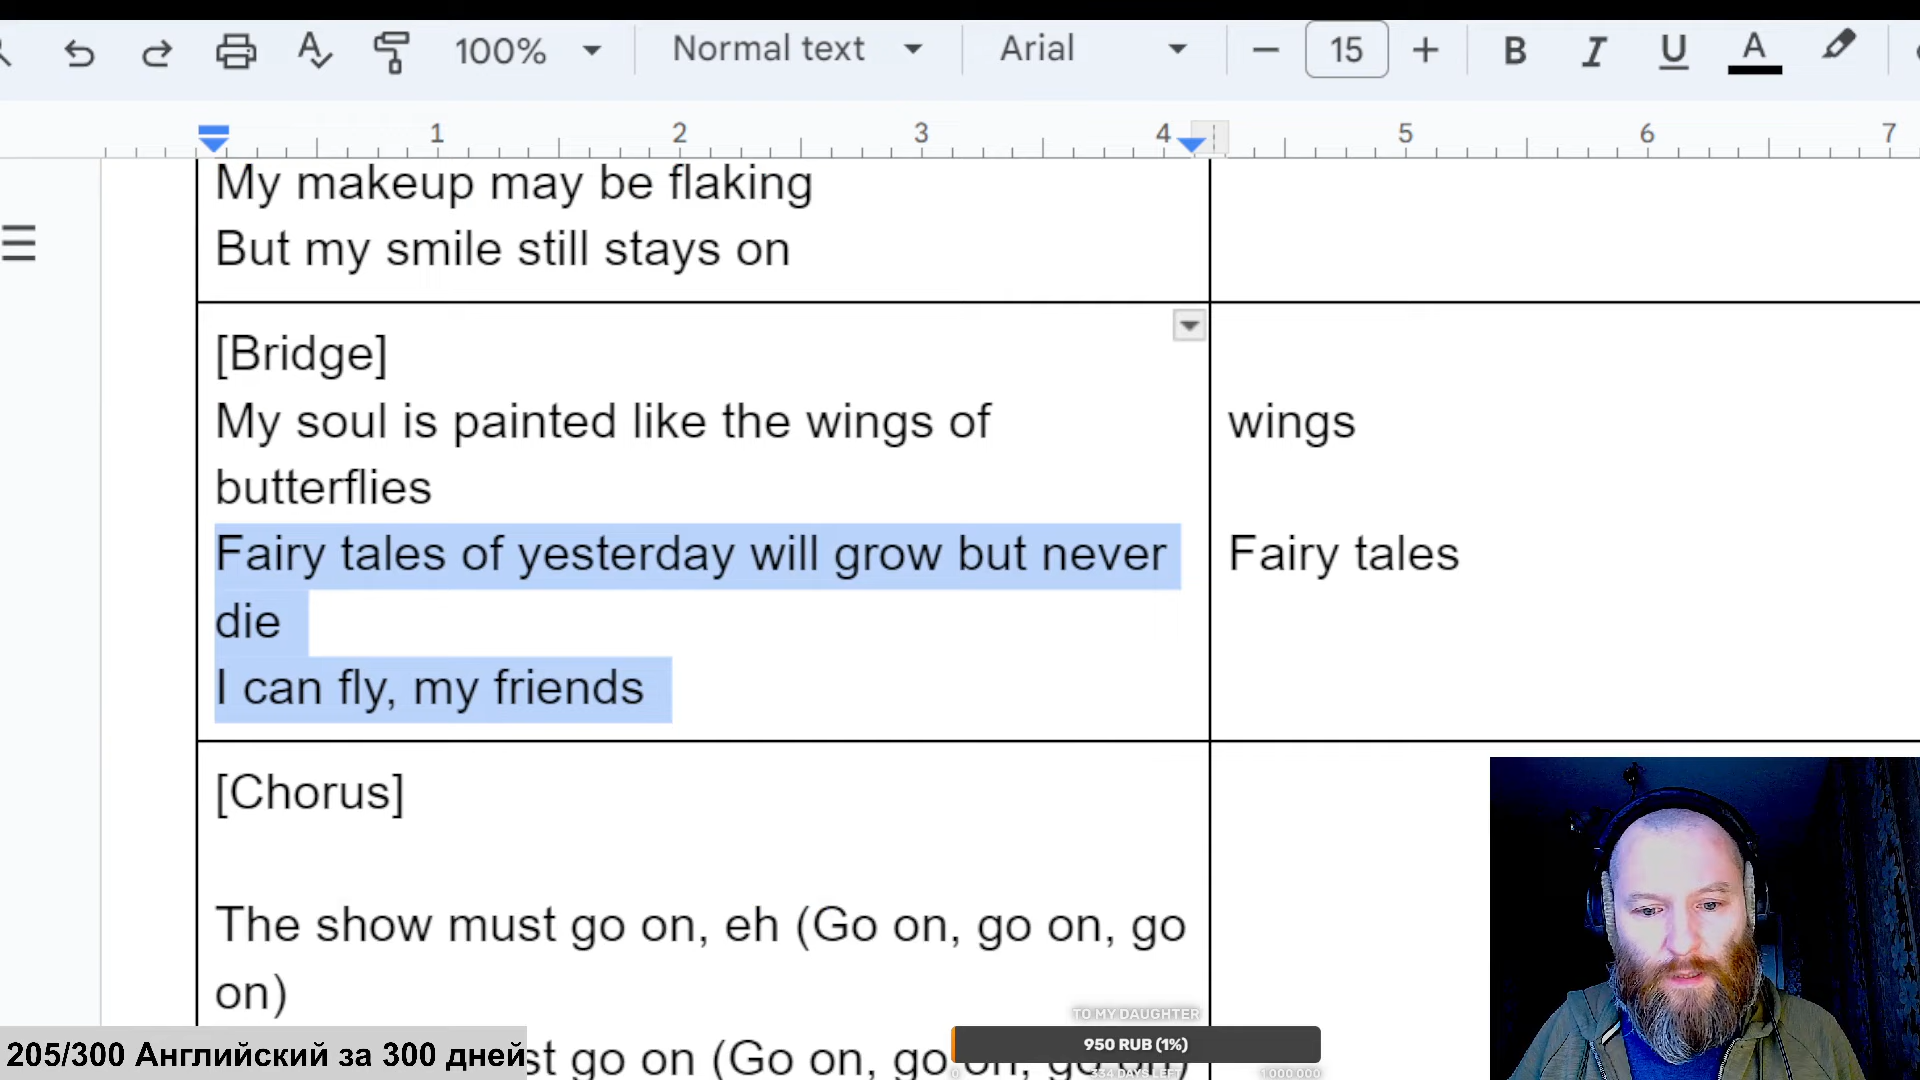 100%
Normal text
Arial
15
B I U A
1 2 3 4 5 6 7
My makeup may be flaking
But my smile still stays on
[Bridge]
My soul is painted like the wings of
butterflies
Fairy tales of yesterday will grow but never
die
I can fly, my friends
wings
Fairy tales
[Chorus]
The show must go on, eh (Go on, go on, go
on)
st go on (Go on, go on, go
TO MY DAUGHTER
950 RUB (1%)
0 334 DAYS LEFT 1 000 000
205/300 Английский за 300 дней